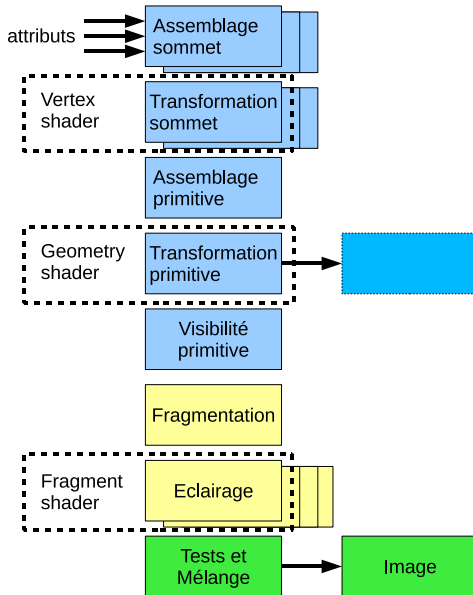 attributs
Assemblage
sommet
Vertex
shader
Transformation
sommet
Assemblage
primitive
Geometry
shader
Transformation
primitive
Visibilité
primitive
Fragmentation
Fragment
shader
Eclairage
Tests et
Mélange
Image